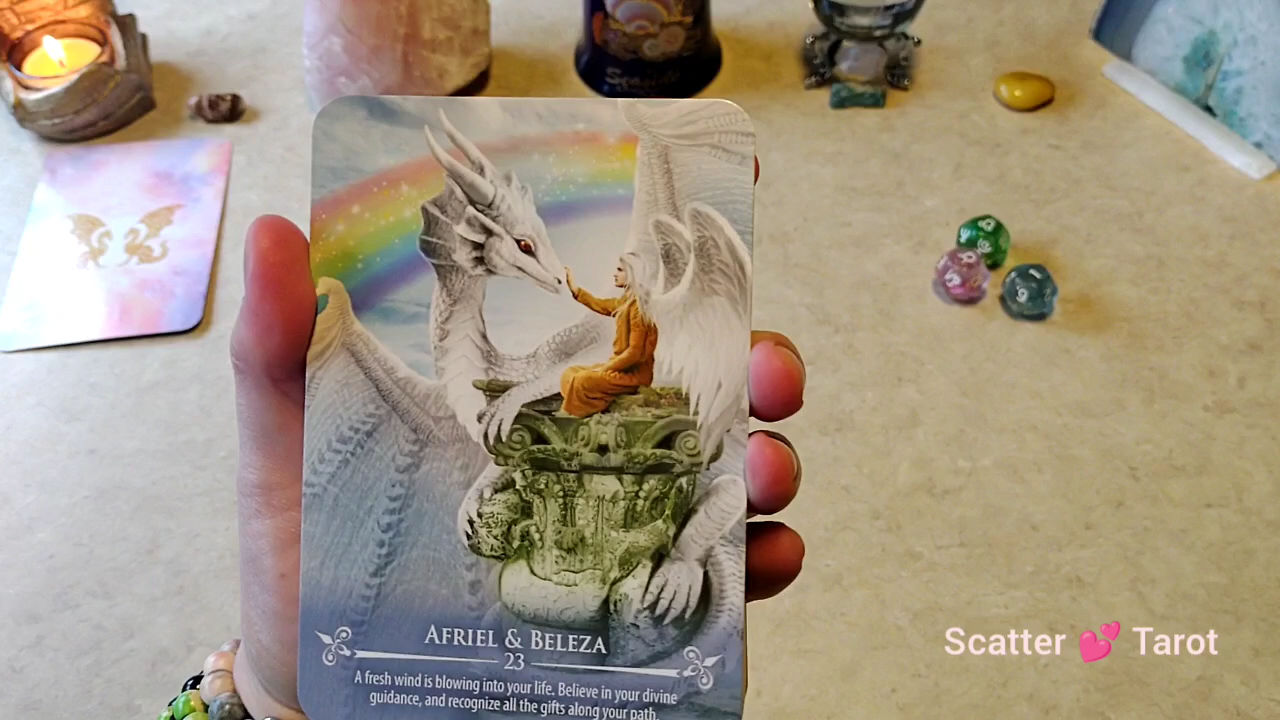 Seaside
AFRIEL & BELEZA
23
A fresh wind is blowing into your life. Believe in your divine
guidance, and recognize all the gifts along your path.
Scatter 💕 Tarot